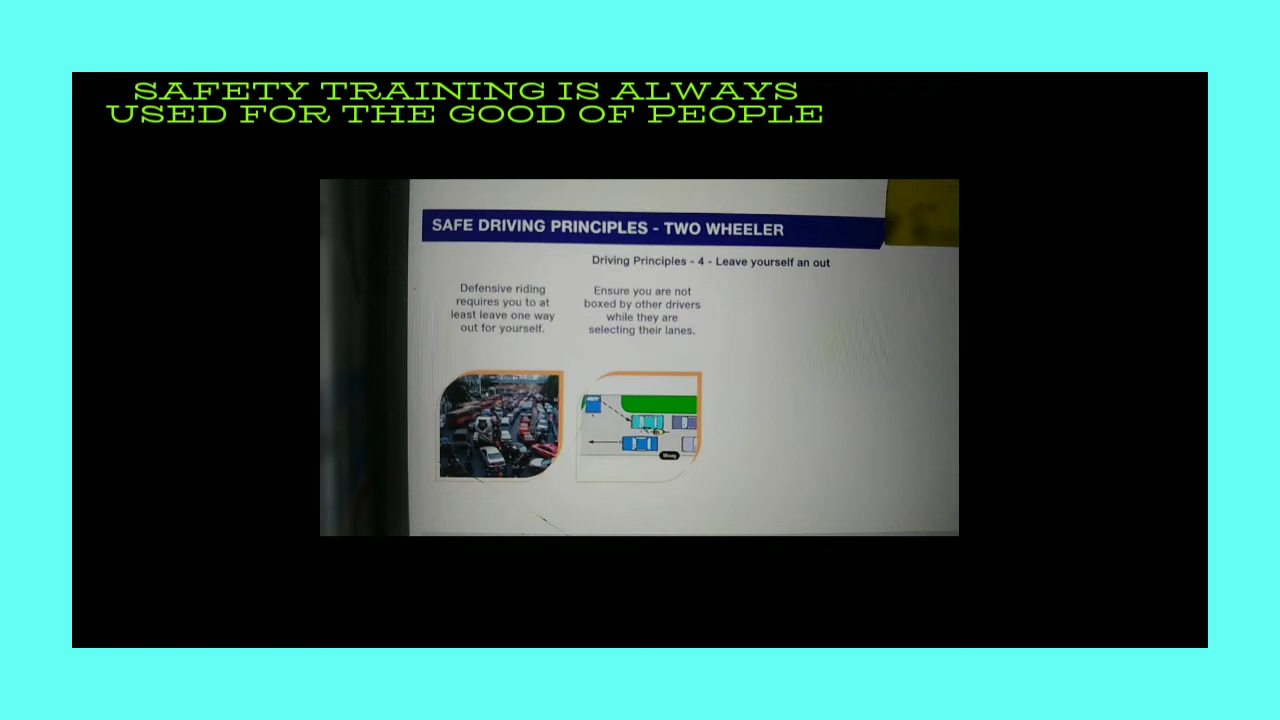 SAFETY TRAINING IS ALWAYS
USED FOR THE GOOD OF PEOPLE
SAFE DRIVING PRINCIPLES - TWO WHEELER
Driving Principles - 4 - Leave yourself an out
Defensive riding
requires you to at
least leave one way
out for yourself.
Ensure you are not
boxed by other drivers
while they are
selecting their lanes.
Wrong